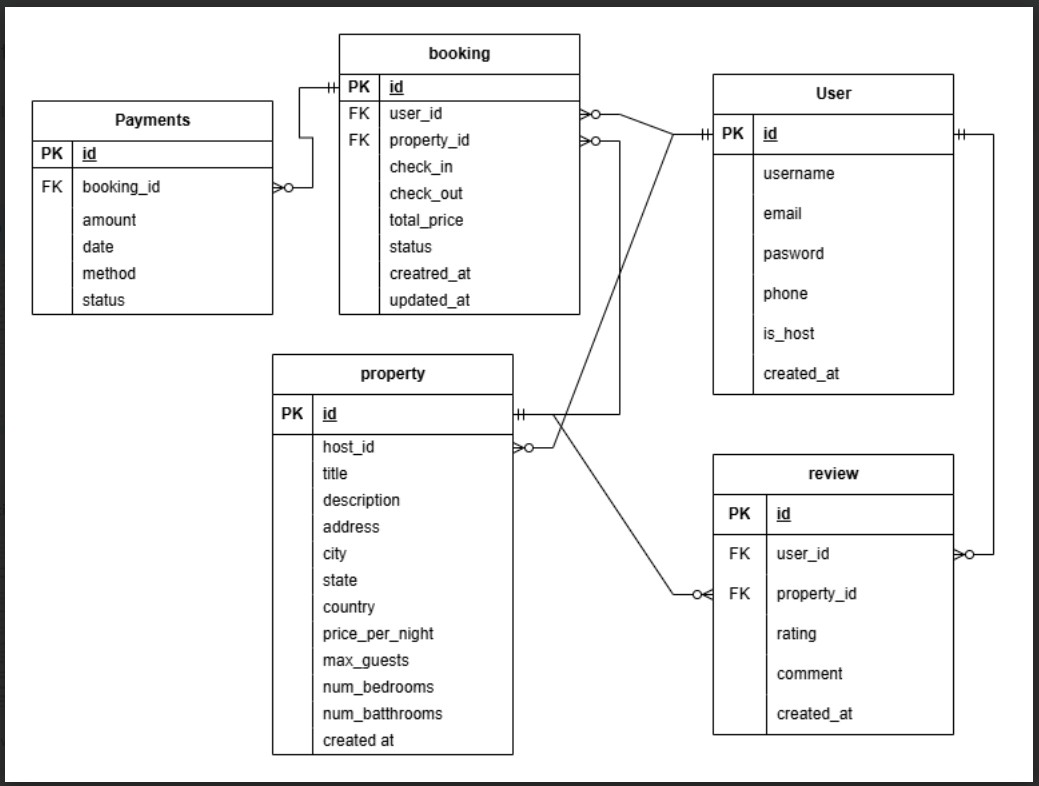 booking
PK id
FK user_id
FK property_id
check_in
check_out
total_price
status
creatred_at
updated_at
Payments
PK id
FK booking_id
amount
date
method
status
User
PK id
username
email
pasword
phone
is_host
created_at
property
PK id
host_id
title
description
address
city
state
country
price_per_night
max_guests
num_bedrooms
num_batthrooms
created at
review
PK id
FK user_id
FK property_id
rating
comment
created_at